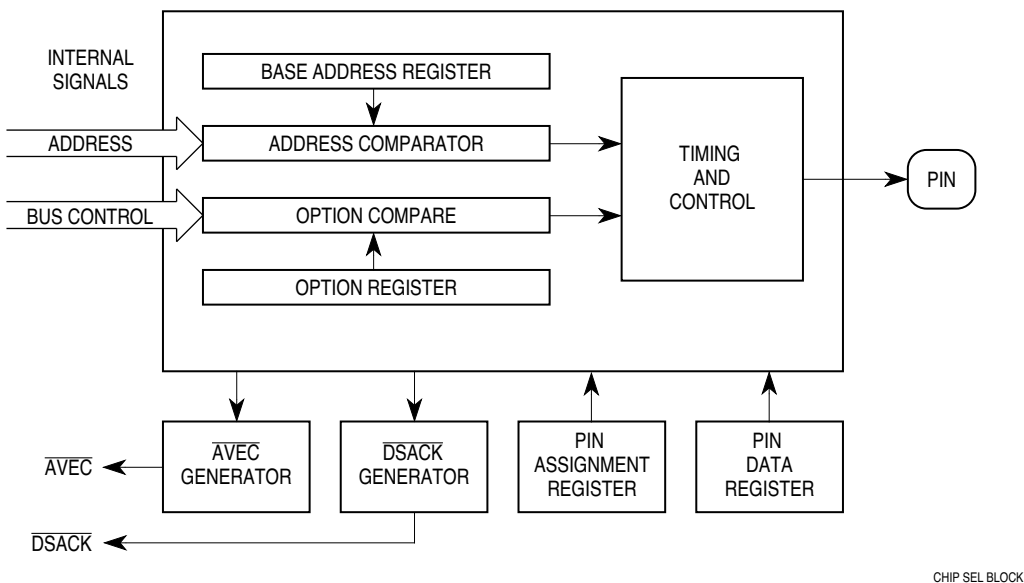 INTERNAL
SIGNALS
BASE ADDRESS REGISTER
ADDRESS
ADDRESS COMPARATOR
BUS CONTROL
OPTION COMPARE
OPTION REGISTER
TIMING
AND
CONTROL
PIN
AVEC
GENERATOR
DSACK
GENERATOR
PIN
ASSIGNMENT
REGISTER
PIN
DATA
REGISTER
AVEC
DSACK
CHIP SEL BLOCK